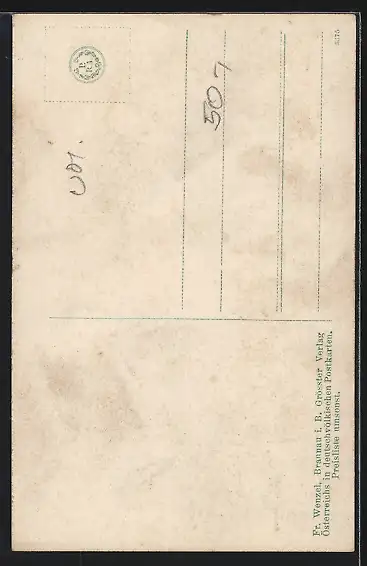 Fr. Wenzel, Braunau i. B. Grösster Verlag
Österreichs in deutschvölkischen Postkarten.
Preisliste umsonst.
507